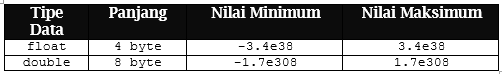 Tipe Data Panjang Nilai Minimum Nilai Maksimum
float 4 byte -3.4e38 3.4e38
double 8 byte -1.7e308 1.7e308